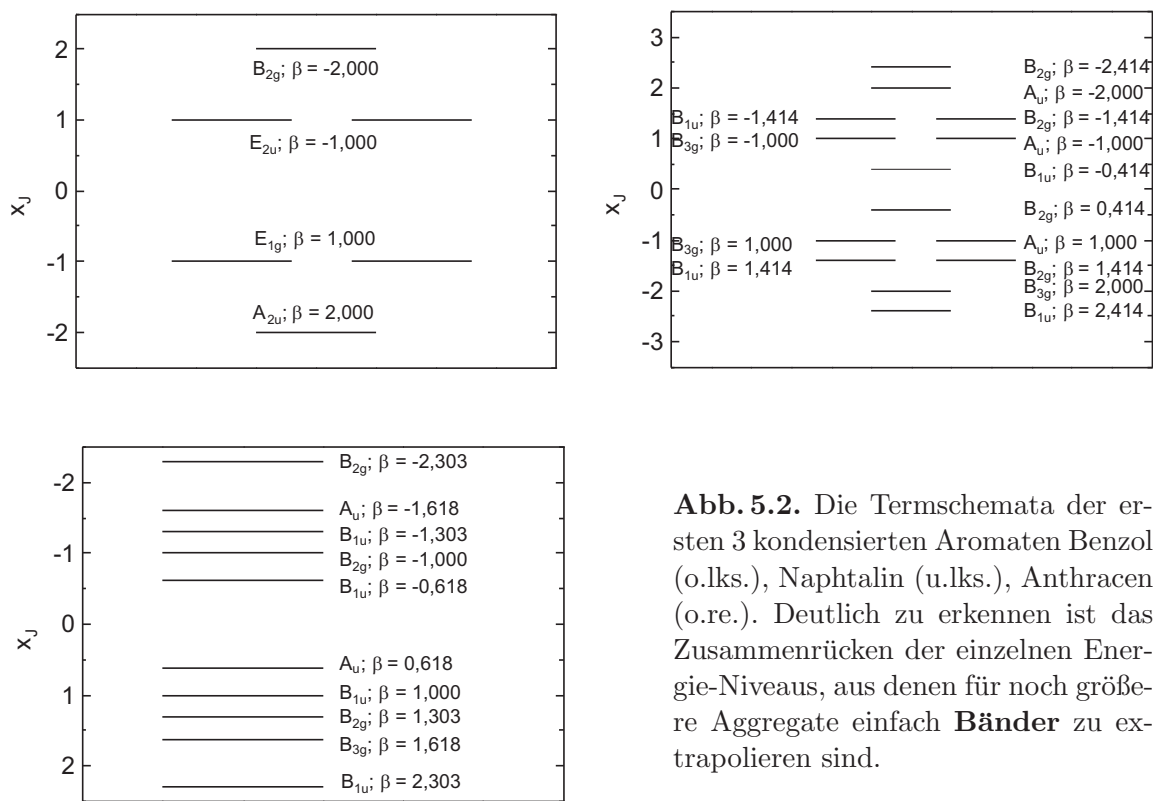 2
B2g; β = -2,000
1
E2u; β = -1,000
0
xJ
E1g; β = 1,000
-1
A2u; β = 2,000
-2
3
B2g; β = -2,414
2
Au; β = -2,000
B1u; β = -1,414
B2g; β = -1,414
1
B3g; β = -1,000
Au; β = -1,000
B1u; β = -0,414
0
xJ
B2g; β = 0,414
-1
B3g; β = 1,000
Au; β = 1,000
B1u; β = 1,414
B2g; β = 1,414
-2
B3g; β = 2,000
B1u; β = 2,414
-3
B2g; β = -2,303
-2
Au; β = -1,618
B1u; β = -1,303
-1
B2g; β = -1,000
B1u; β = -0,618
0
xJ
Au; β = 0,618
1
B1u; β = 1,000
B2g; β = 1,303
B3g; β = 1,618
2
B1u; β = 2,303
Abb. 5.2. Die Termschemata der er-
sten 3 kondensierten Aromaten Benzol
(o.lks.), Naphtalin (u.lks.), Anthracen
(o.re.). Deutlich zu erkennen ist das
Zusammenrücken der einzelnen Ener-
gie-Niveaus, aus denen für noch größe-
re Aggregate einfach Bänder zu ex-
trapolieren sind.